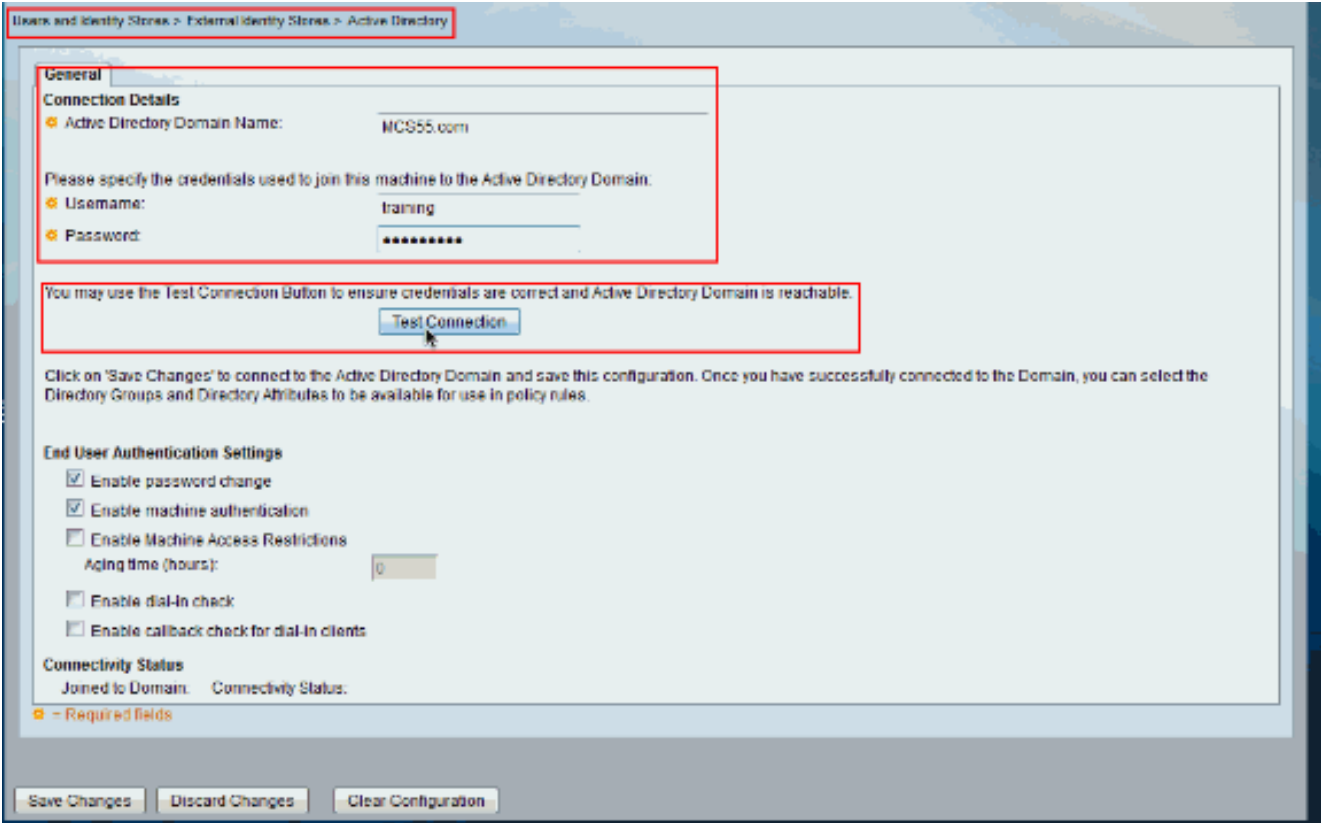 Users and Identity Stores > External Identity Stores > Active Directory
General
Connection Details
Active Directory Domain Name: MCS55.com
Please specify the credentials used to join this machine to the Active Directory Domain:
Username: training
Password: •••••••••
You may use the Test Connection Button to ensure credentials are correct and Active Directory Domain is reachable.
Test Connection
Click on 'Save Changes' to connect to the Active Directory Domain and save this configuration. Once you have successfully connected to the Domain, you can select the
Directory Groups and Directory Attributes to be available for use in policy rules.
End User Authentication Settings
Enable password change
Enable machine authentication
Enable Machine Access Restrictions
Aging time (hours): 0
Enable dial-in check
Enable callback check for dial-in clients
Connectivity Status
Joined to Domain: Connectivity Status:
= Required fields
Save Changes Discard Changes Clear Configuration